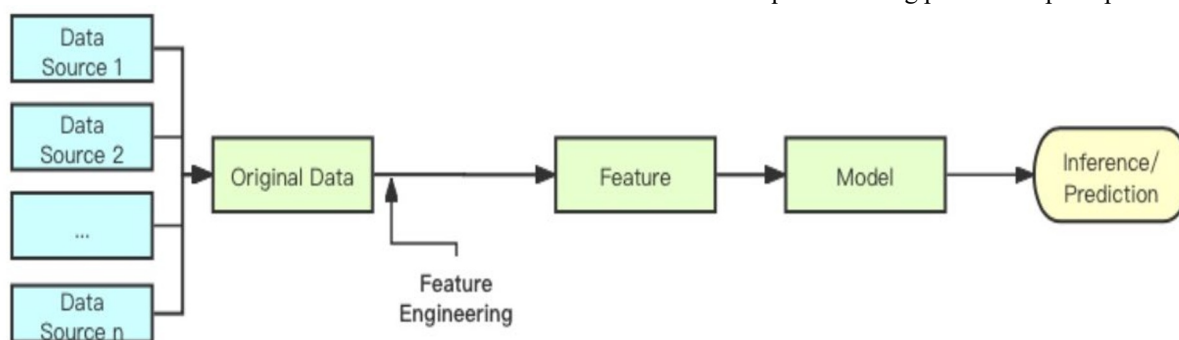 Data
Source 1
Data
Source 2
...
Data
Source n
Original Data
Feature
Engineering
Feature
Model
Inference/
Prediction